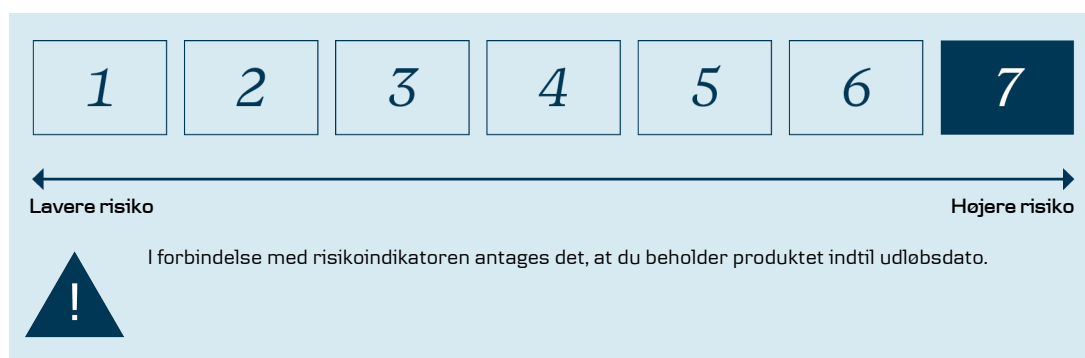 1 2 3 4 5 6 7
Lavere risiko Højere risiko
I forbindelse med risikoindikatoren antages det, at du beholder produktet indtil udløbsdato.
!